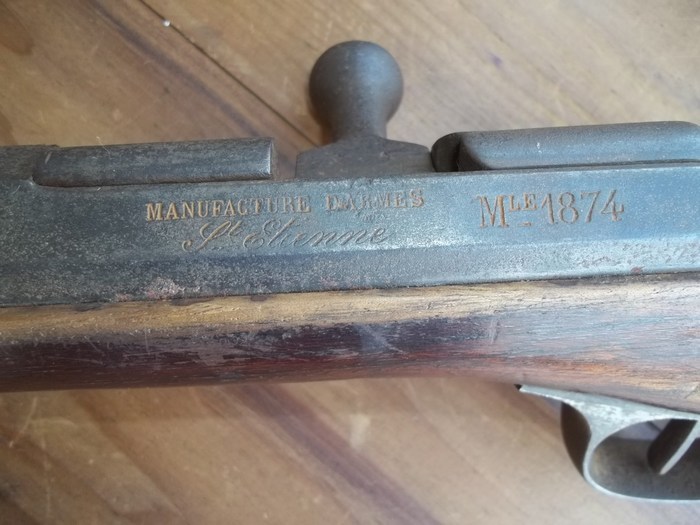 MANUFACTURE D'ARMES
St. Etienne
MLE 1874